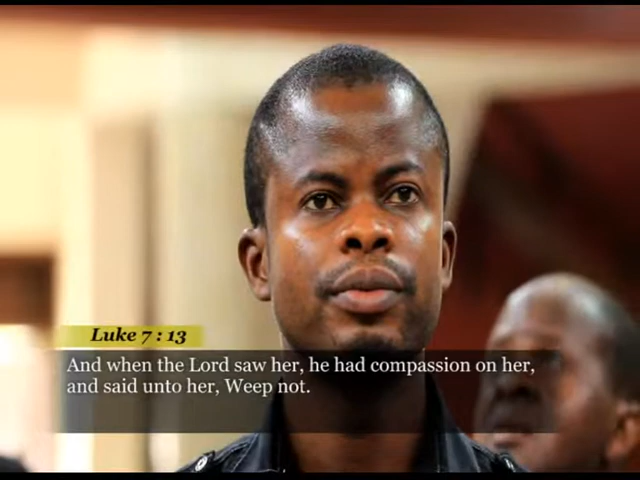 Luke 7 : 13
And when the Lord saw her, he had compassion on her,
and said unto her, Weep not.